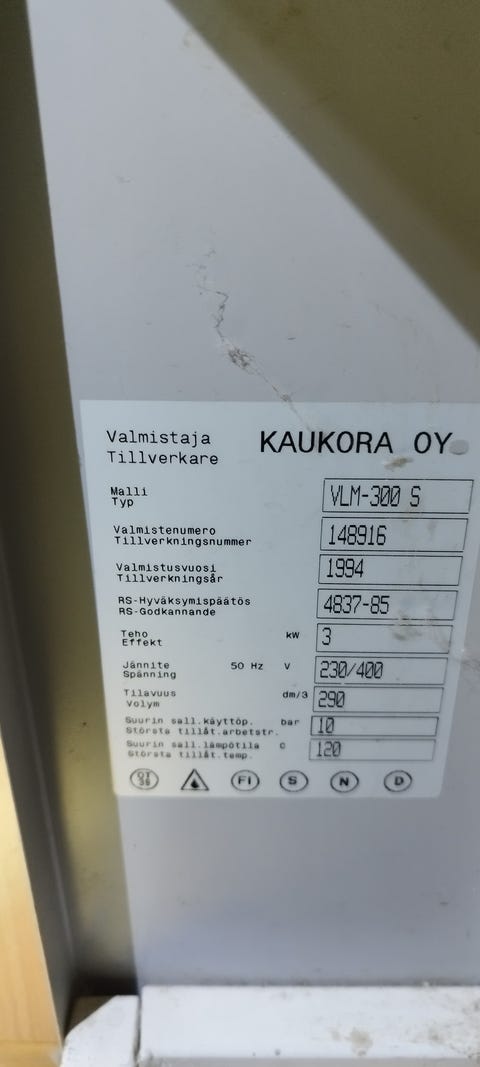 Valmistaja KAUKORA OY
Tillverkare
Malli VLM-300 S
Typ
Valmistenumero 148916
Tillverkningsnummer
Valmistusvuosi 1994
Tillverkningsår
RS-Hyväksymispäätös 4837-85
RS-Godkannande
Teho kW 3
Effekt
Jännite 50 Hz V 230/400
Spänning
Tilavuus dm/3 290
Volym
Suurin sall.käyttöp. bar 10
Största tillåt.arbetstr.
Suurin sall.lämpötila C 120
Största tillåt.temp.
FI S N D